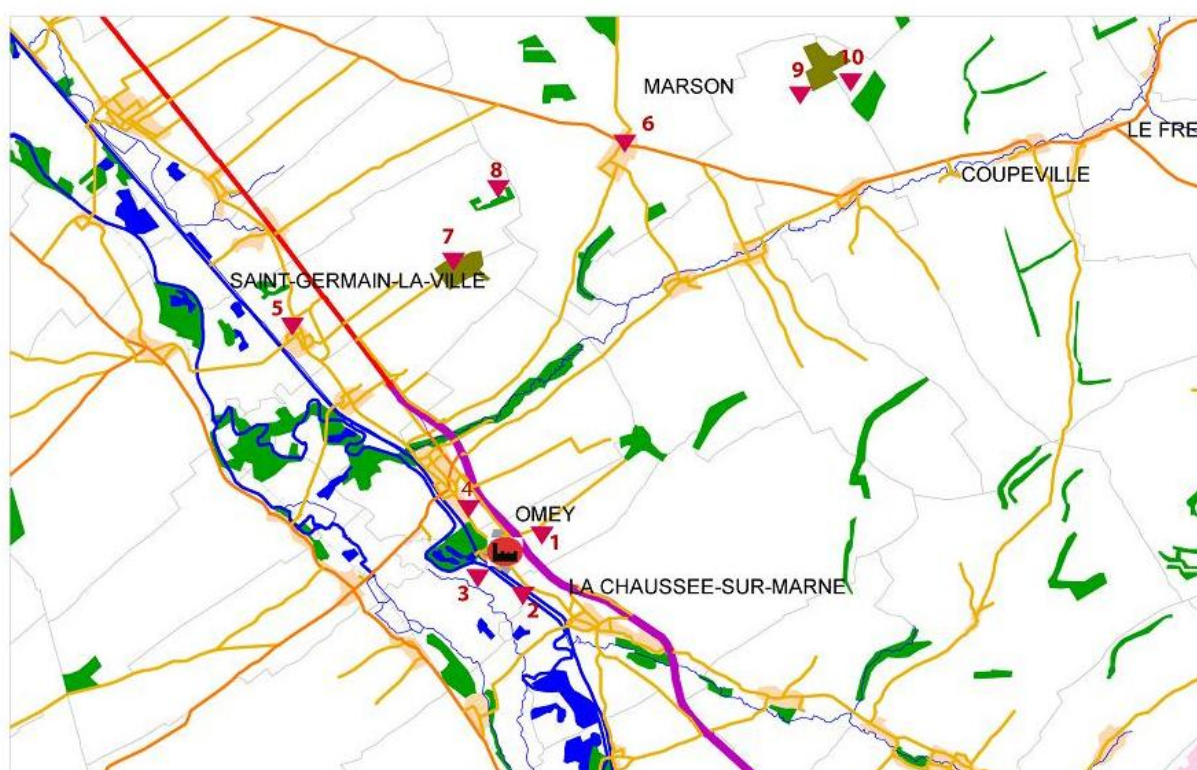 9
10
MARSON
6
LE FRE
COUPEVILLE
8
7
SAINT-GERMAIN-LA-VILLE
5
4
OMEY
1
3
LA CHAUSSEE-SUR-MARNE
2